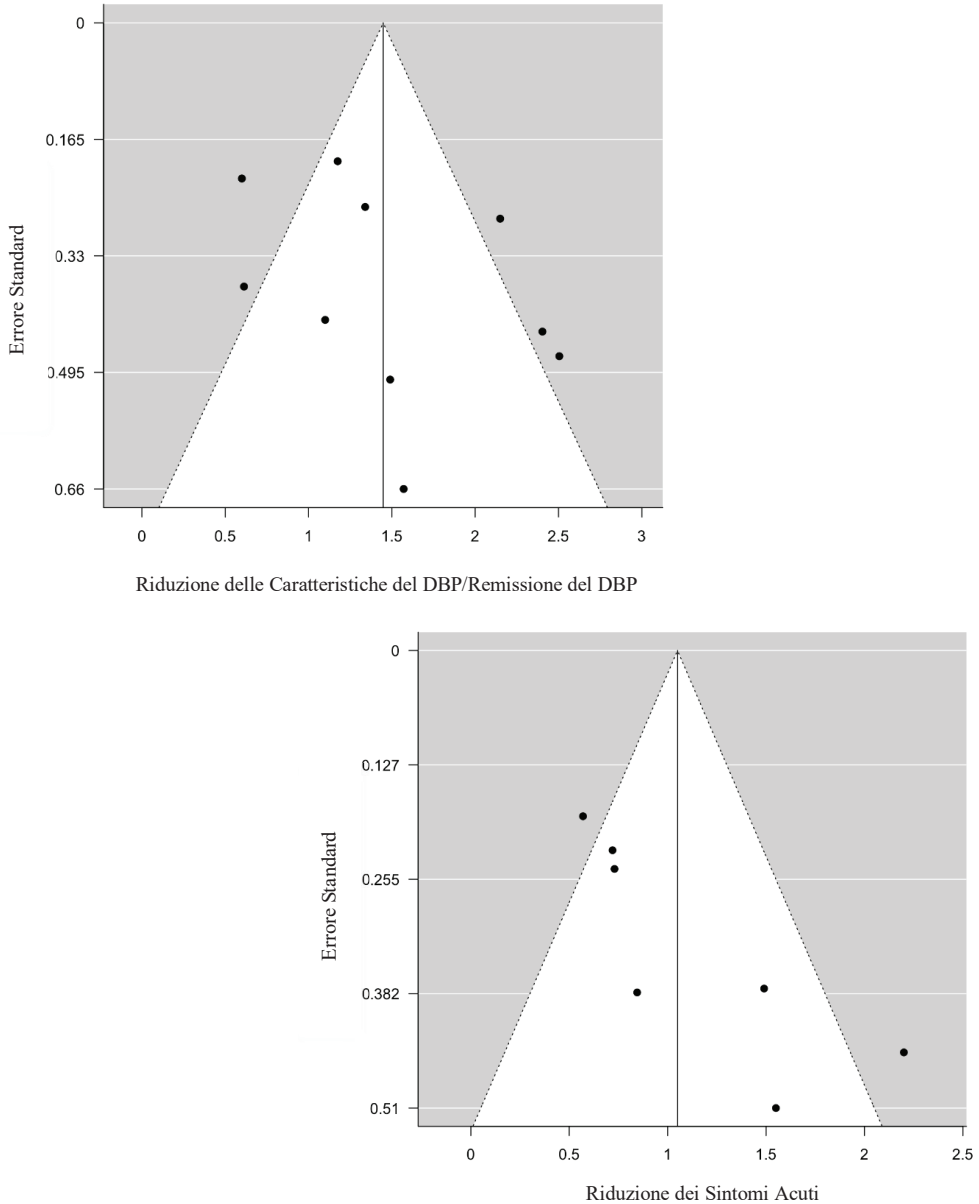 0
0.165
0.33
0.495
0.66
Errore Standard
0 0.5 1 1.5 2 2.5 3
Riduzione delle Caratteristiche del DBP/Remissione del DBP
0
0.127
0.255
0.382
0.51
Errore Standard
0 0.5 1 1.5 2 2.5
Riduzione dei Sintomi Acuti